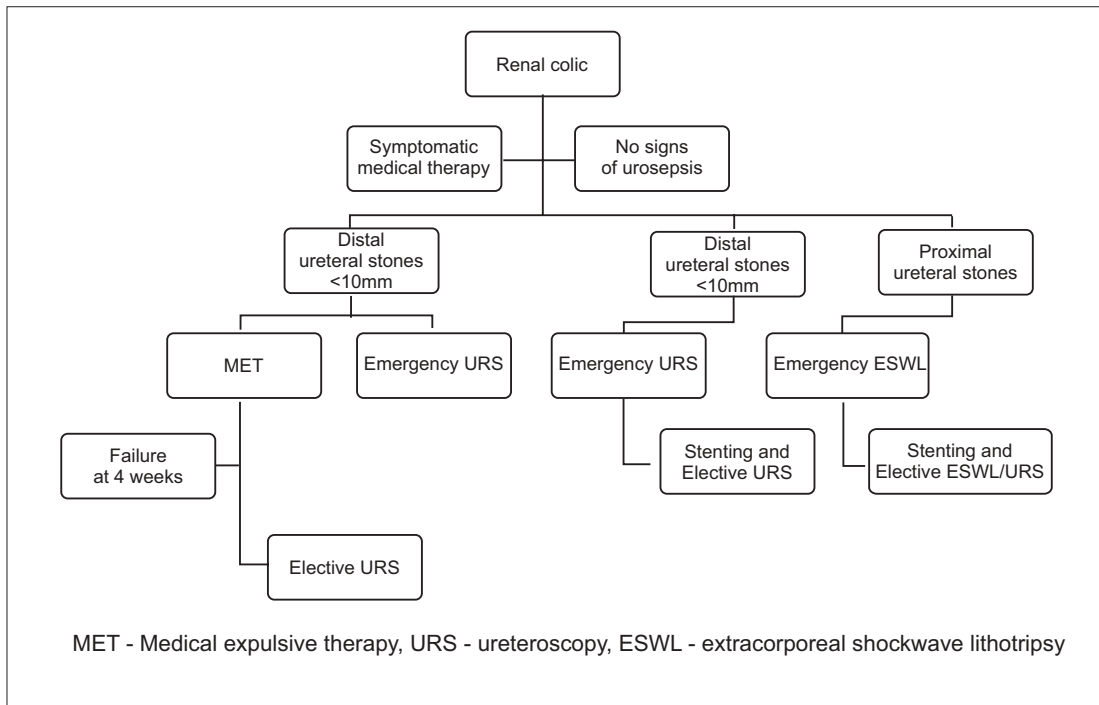 Renal colic
Symptomatic
medical therapy
No signs
of urosepsis
Distal
ureteral stones
<10mm
Distal
ureteral stones
<10mm
Proximal
ureteral stones
MET
Emergency URS
Emergency URS
Emergency ESWL
Failure
at 4 weeks
Stenting and
Elective URS
Stenting and
Elective ESWL/URS
Elective URS
MET - Medical expulsive therapy, URS - ureteroscopy, ESWL - extracorporeal shockwave lithotripsy